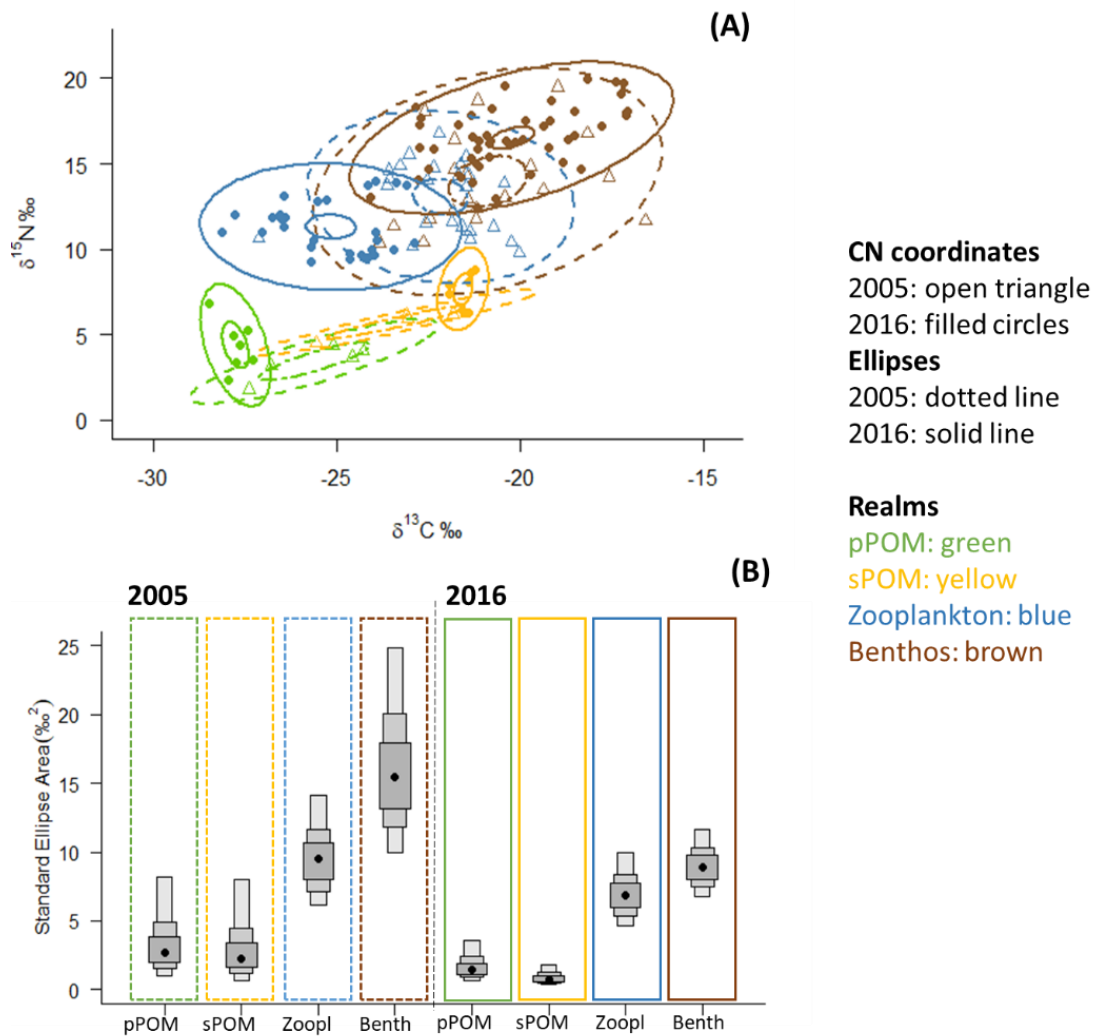 (A)
20
15
10
5
0
δ¹⁵N ‰
-30 -25 -20 -15
δ¹³C ‰
CN coordinates
2005: open triangle
2016: filled circles
Ellipses
2005: dotted line
2016: solid line
Realms
pPOM: green
sPOM: yellow
Zooplankton: blue
Benthos: brown
(B)
2005 2016
25
20
15
10
5
0
Standard Ellipse Area(‰²)
pPOM sPOM Zoopl Benth pPOM sPOM Zoopl Benth